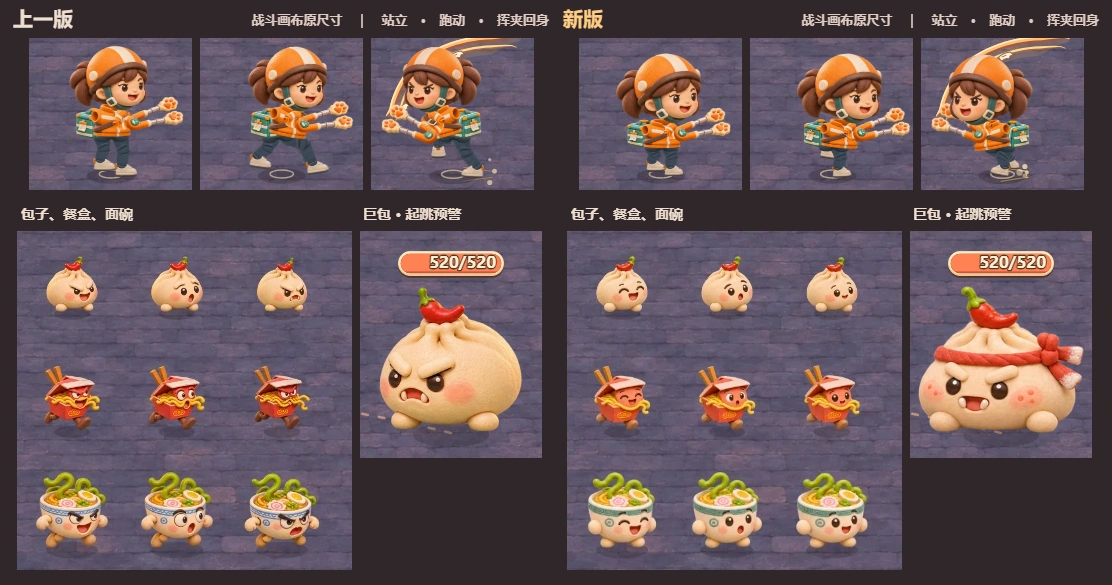 上一版
战斗画布原尺寸 | 站立 • 跑动 • 挥夹回身
新版
战斗画布原尺寸 | 站立 • 跑动 • 挥夹回身
包子、餐盒、面碗
巨包 • 起跳预警
包子、餐盒、面碗
巨包 • 起跳预警
520/520
520/520